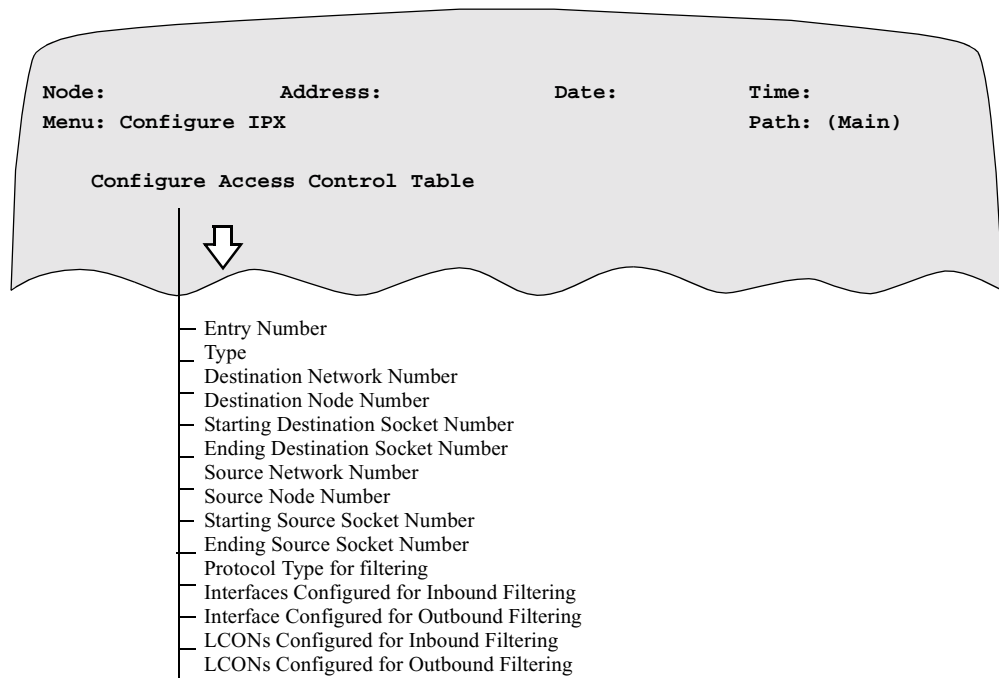 Node: Address: Date: Time:
Menu: Configure IPX Path: (Main)
Configure Access Control Table
Entry Number
Type
Destination Network Number
Destination Node Number
Starting Destination Socket Number
Ending Destination Socket Number
Source Network Number
Source Node Number
Starting Source Socket Number
Ending Source Socket Number
Protocol Type for filtering
Interfaces Configured for Inbound Filtering
Interface Configured for Outbound Filtering
LCONs Configured for Inbound Filtering
LCONs Configured for Outbound Filtering